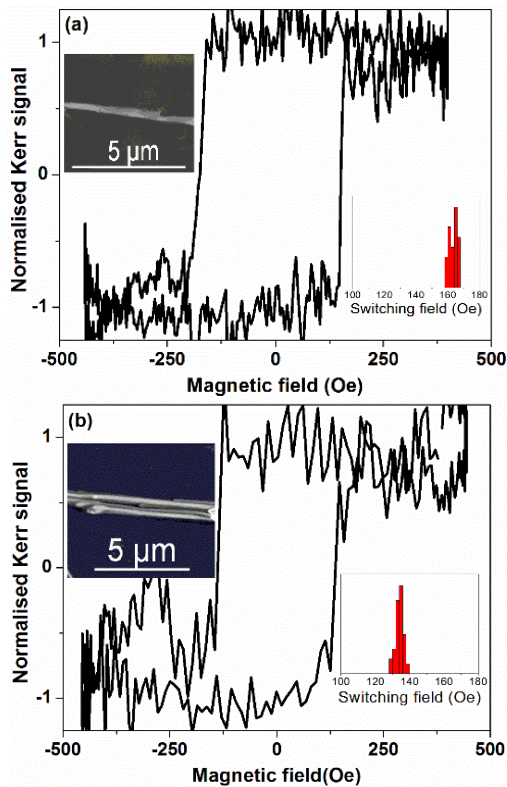 (a)
Normalised Kerr signal
1
0
-1
5 µm
100 120 140 160 180
Switching field (Oe)
-500 -250 0 250 500
Magnetic field (Oe)
(b)
Normalised Kerr signal
1
0
-1
5 µm
100 120 140 160 180
Switching field (Oe)
-500 -250 0 250 500
Magnetic field(Oe)